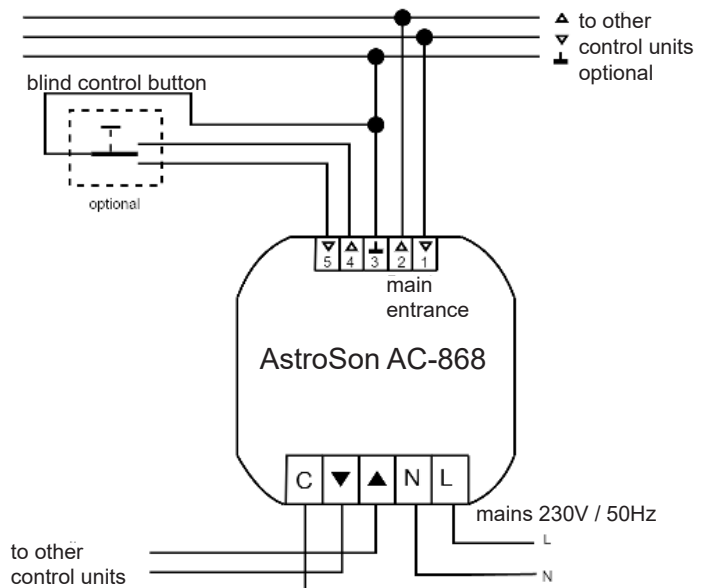 to other
control units
optional
blind control button
optional
5 4 3 2 1
main
entrance
AstroSon AC-868
C N L
mains 230V / 50Hz
L
to other
control units
N